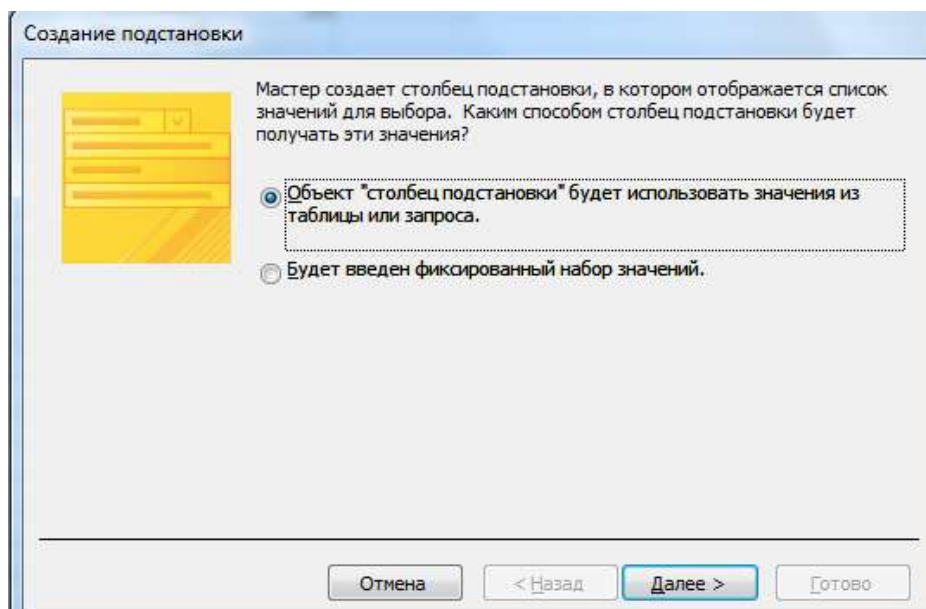 Создание подстановки
Мастер создает столбец подстановки, в котором отображается список
значений для выбора. Каким способом столбец подстановки будет
получать эти значения?
Объект "столбец подстановки" будет использовать значения из
таблицы или запроса.
Будет введен фиксированный набор значений.
Отмена
< Назад
Далее >
Готово